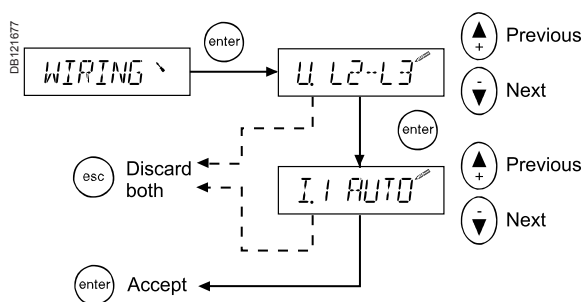 DB121677
WIRING
enter
U. L2-L3
+
Previous
-
Next
enter
esc
Discard
both
I.1 AUTO
+
Previous
-
Next
enter
Accept